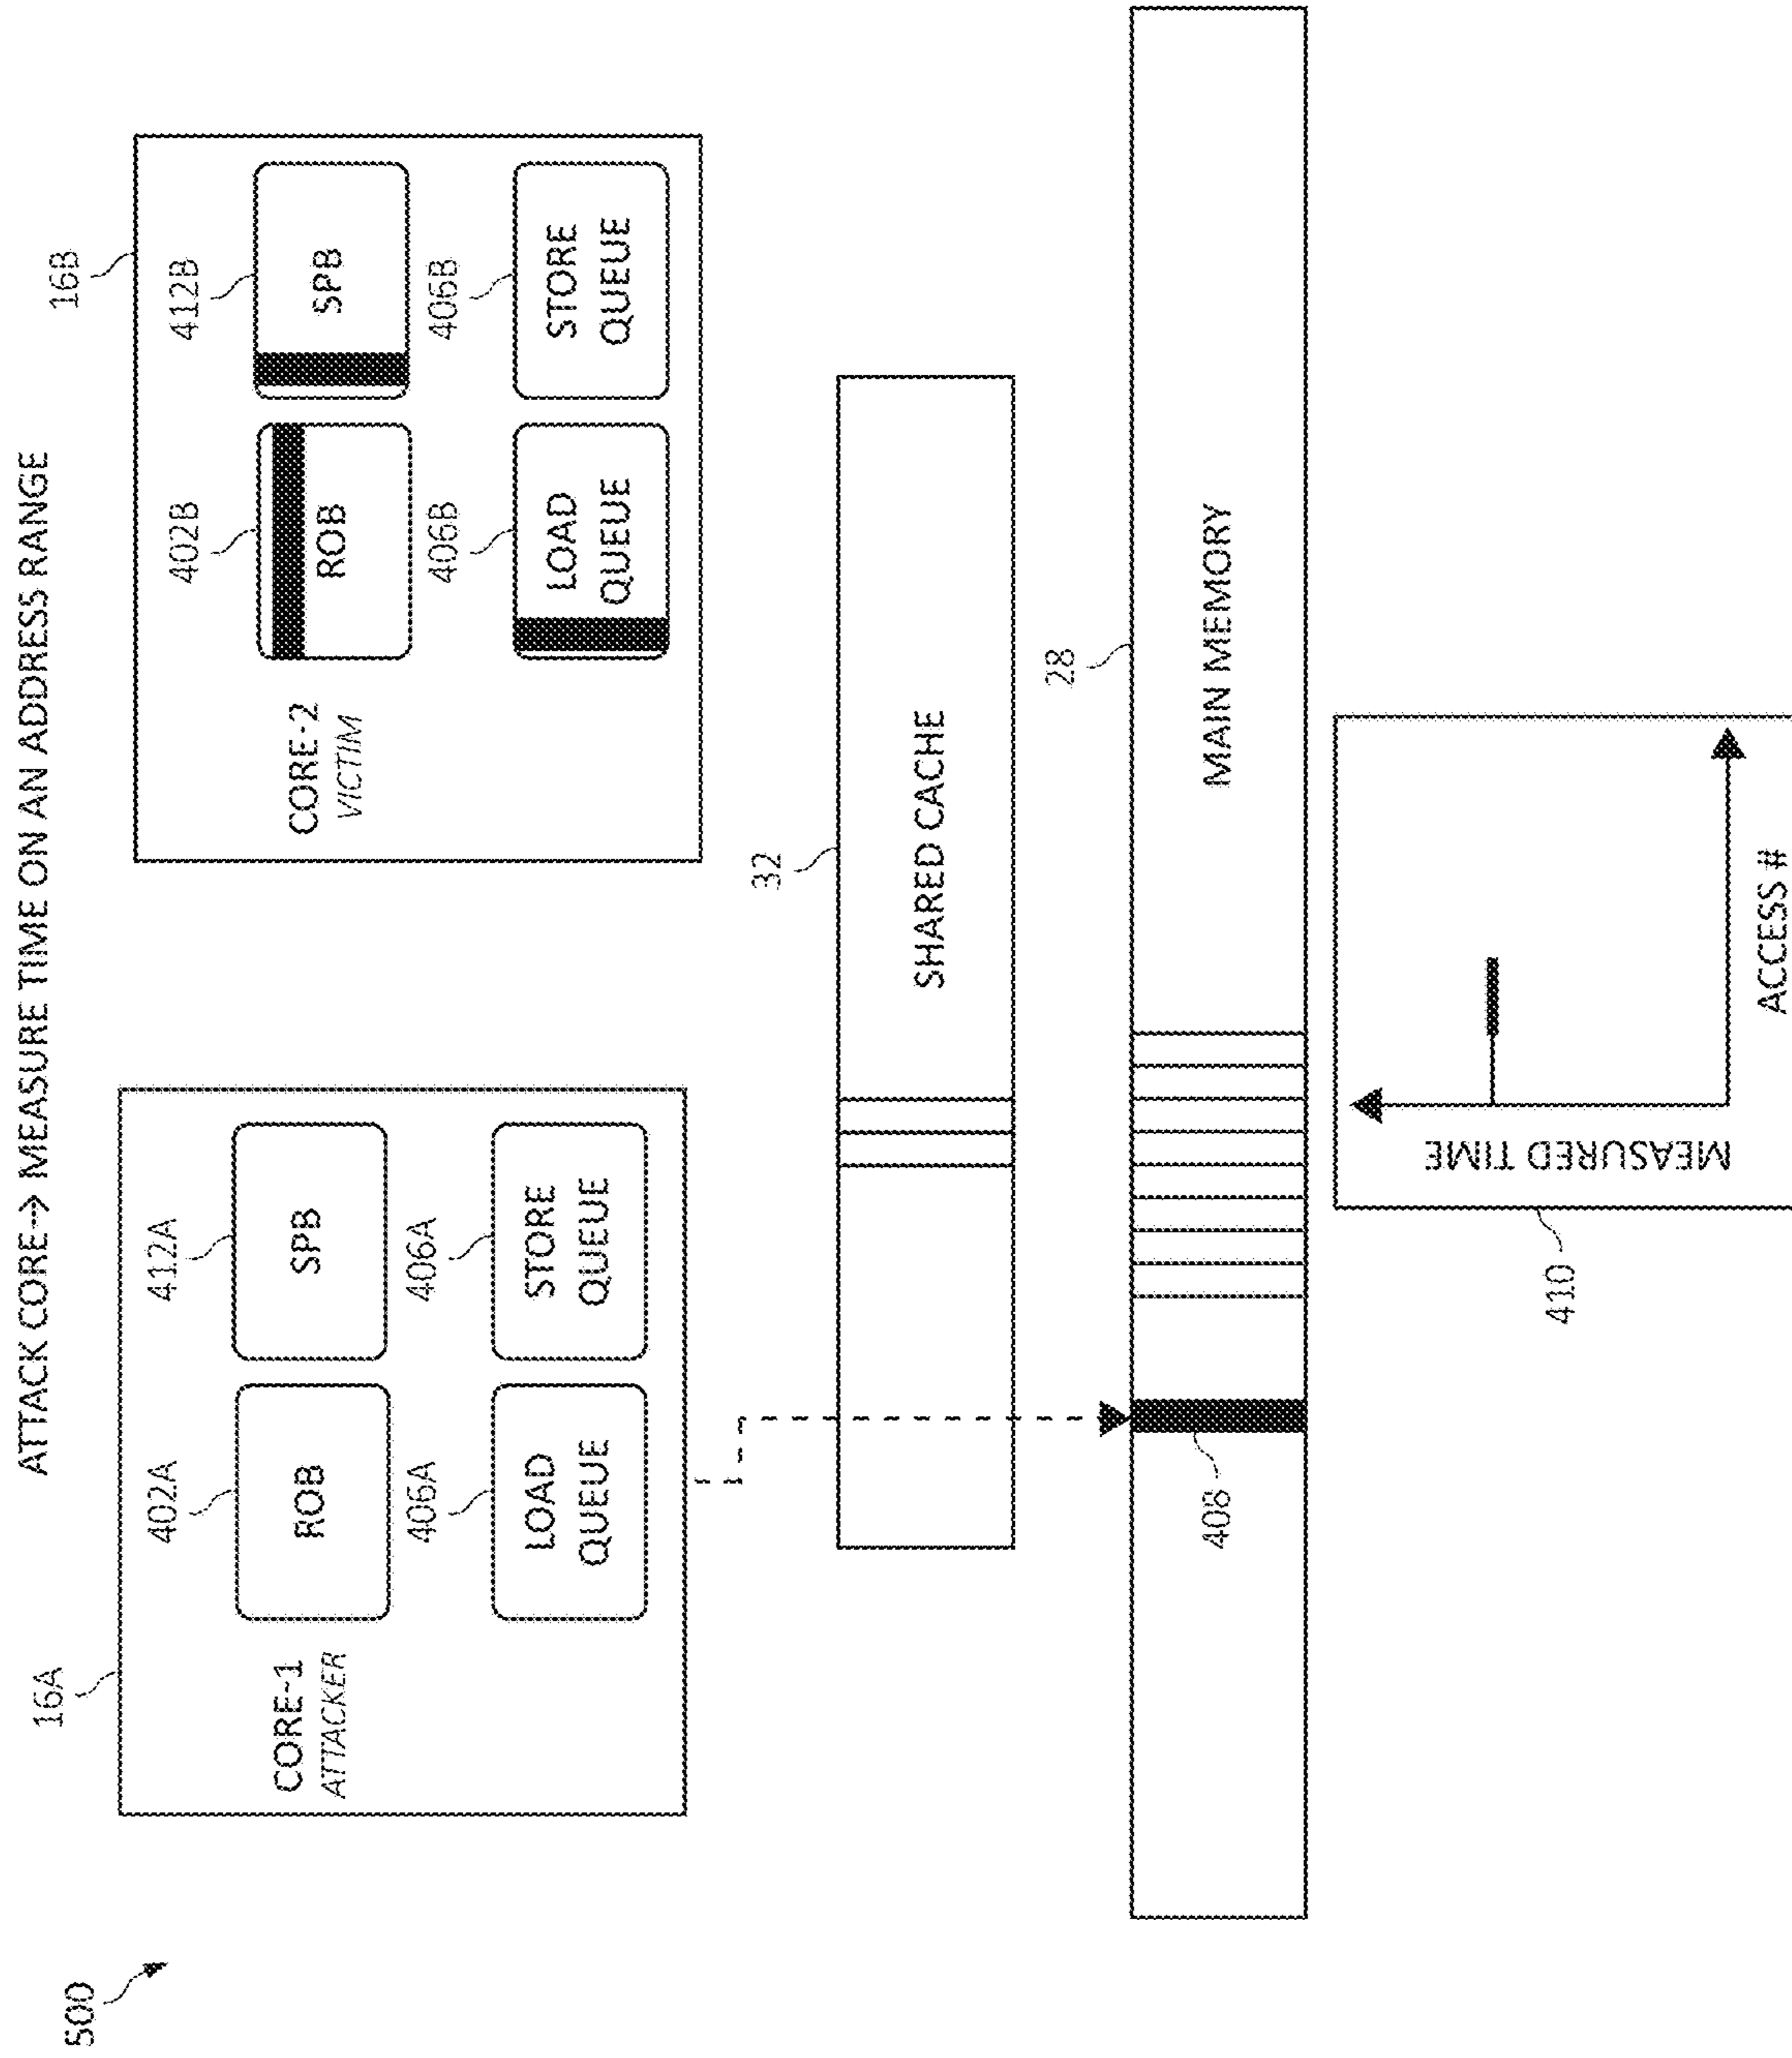 500
ATTACK CORE→ MEASURE TIME ON AN ADDRESS RANGE
16A
CORE-1
ATTACKER
402A
ROB
412A
SPB
406A
LOAD
QUEUE
406A
STORE
QUEUE
16B
CORE-2
VICTIM
402B
ROB
412B
SPB
406B
LOAD
QUEUE
406B
STORE
QUEUE
32
SHARED CACHE
28
MAIN MEMORY
408
410
MEASURED TIME
ACCESS #